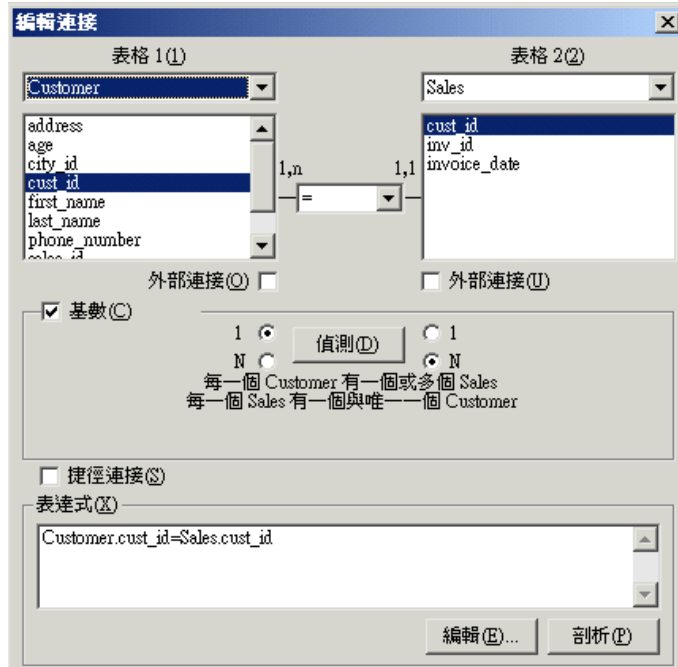 編輯連接
表格 1(1)
表格 2(2)
Customer
Sales
address
age
city_id
cust_id
first_name
last_name
phone_number
1,n
=
1,1
cust_id
inv_id
invoice_date
外部連接(O)
外部連接(U)
基數(C)
1
N
偵測(D)
1
N
每一個 Customer 有一個或多個 Sales
每一個 Sales 有一個與唯一一個 Customer
捷徑連接(S)
表達式(X)
Customer.cust_id=Sales.cust_id
編輯(E)...
剖析(P)